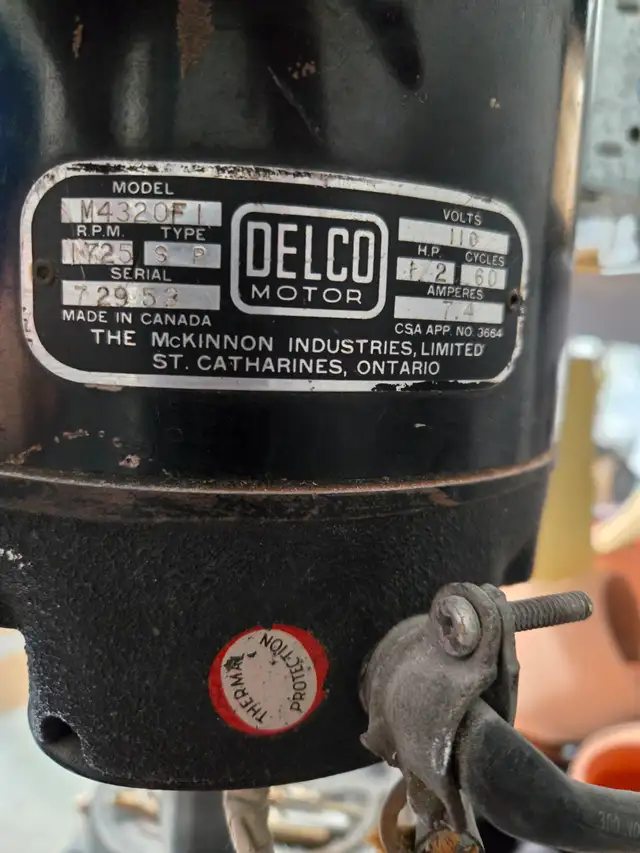 MODEL
M4320F1
R.P.M. TYPE
1725 S P
SERIAL
72953
MADE IN CANADA
DELCO
MOTOR
VOLTS
110
H.P. CYCLES
1/2 60
AMPERES
7.4
CSA APP. NO. 3664
THE McKINNON INDUSTRIES, LIMITED
ST. CATHARINES, ONTARIO
THERMAL
PROTECTION
300